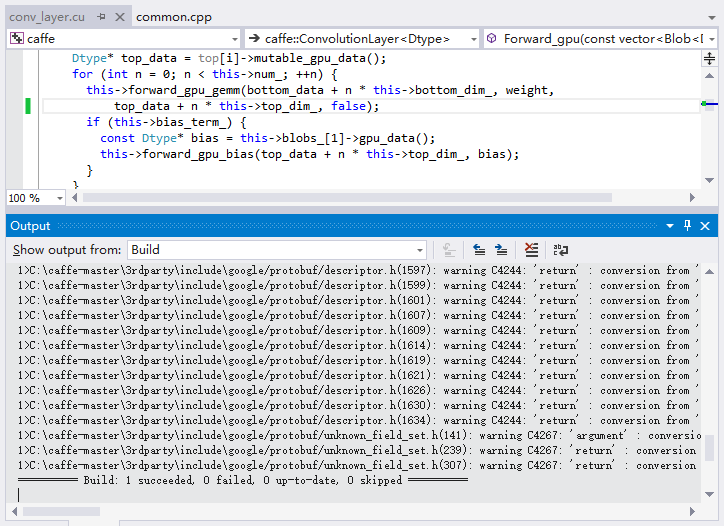 conv_layer.cu common.cpp
caffe caffe::ConvolutionLayer<Dtype> Forward_gpu(const vector<Blob<D
Dtype* top_data = top[i]->mutable_gpu_data();
for (int n = 0; n < this->num_; ++n) {
this->forward_gpu_gemm(bottom_data + n * this->bottom_dim_, weight,
top_data + n * this->top_dim_, false);
if (this->bias_term_) {
const Dtype* bias = this->blobs_[1]->gpu_data();
this->forward_gpu_bias(top_data + n * this->top_dim_, bias);
}
}
100 %
Output
Show output from: Build
1>C:\caffe-master\3rdparty\include\google/protobuf/descriptor.h(1597): warning C4244: 'return' : conversion from '
1>C:\caffe-master\3rdparty\include\google/protobuf/descriptor.h(1599): warning C4244: 'return' : conversion from '
1>C:\caffe-master\3rdparty\include\google/protobuf/descriptor.h(1601): warning C4244: 'return' : conversion from '
1>C:\caffe-master\3rdparty\include\google/protobuf/descriptor.h(1607): warning C4244: 'return' : conversion from '
1>C:\caffe-master\3rdparty\include\google/protobuf/descriptor.h(1609): warning C4244: 'return' : conversion from '
1>C:\caffe-master\3rdparty\include\google/protobuf/descriptor.h(1614): warning C4244: 'return' : conversion from '
1>C:\caffe-master\3rdparty\include\google/protobuf/descriptor.h(1619): warning C4244: 'return' : conversion from '
1>C:\caffe-master\3rdparty\include\google/protobuf/descriptor.h(1621): warning C4244: 'return' : conversion from '
1>C:\caffe-master\3rdparty\include\google/protobuf/descriptor.h(1626): warning C4244: 'return' : conversion from '
1>C:\caffe-master\3rdparty\include\google/protobuf/descriptor.h(1630): warning C4244: 'return' : conversion from '
1>C:\caffe-master\3rdparty\include\google/protobuf/descriptor.h(1634): warning C4244: 'return' : conversion from '
1>C:\caffe-master\3rdparty\include\google/protobuf/unknown_field_set.h(141): warning C4267: 'argument' : conversio
1>C:\caffe-master\3rdparty\include\google/protobuf/unknown_field_set.h(239): warning C4267: 'return' : conversion
1>C:\caffe-master\3rdparty\include\google/protobuf/unknown_field_set.h(307): warning C4267: 'return' : conversion
========== Build: 1 succeeded, 0 failed, 0 up-to-date, 0 skipped ==========